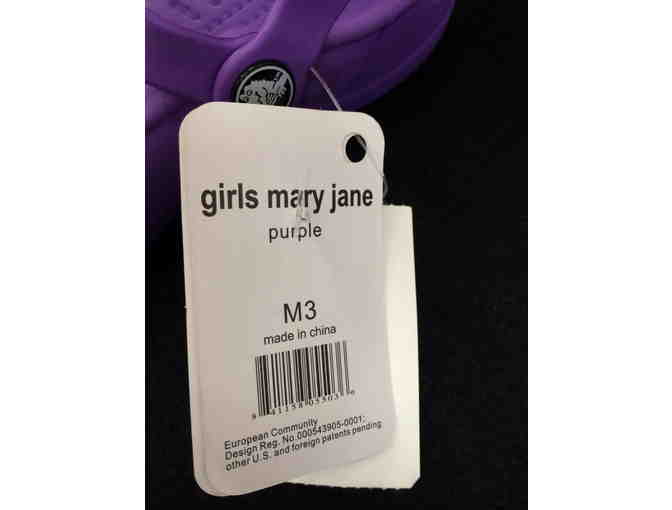 girls mary jane
purple
M3
made in china
European Community
Design Reg. No.000543905-0001;
other U.S. and foreign patents pending